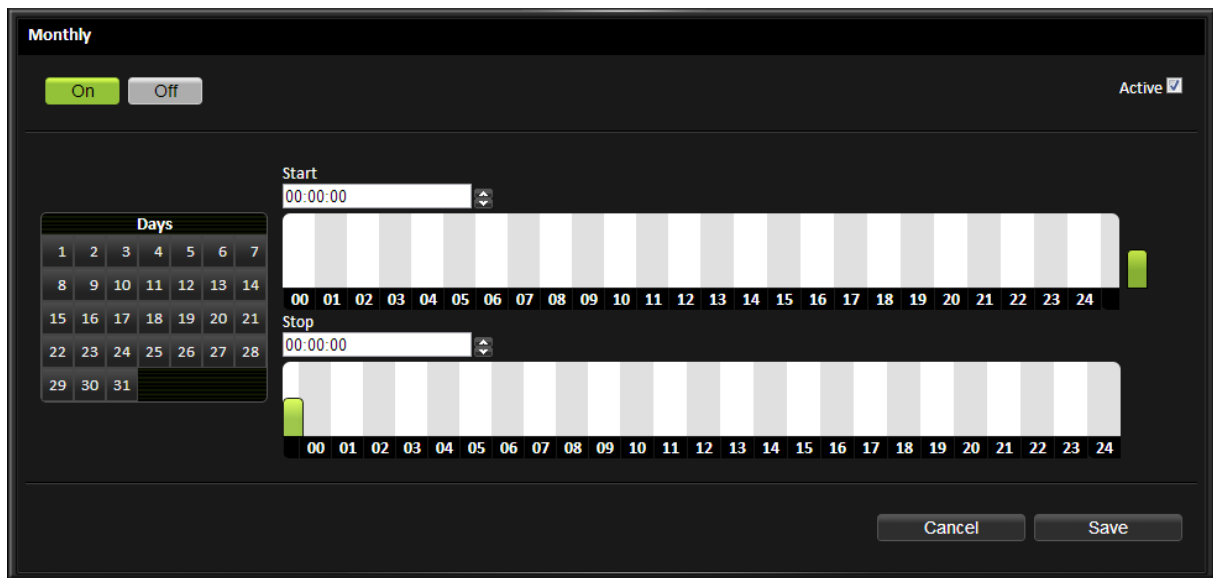 Monthly
On Off Active
Start
00:00:00
Days
1 2 3 4 5 6 7
8 9 10 11 12 13 14
15 16 17 18 19 20 21
22 23 24 25 26 27 28
29 30 31
00 01 02 03 04 05 06 07 08 09 10 11 12 13 14 15 16 17 18 19 20 21 22 23 24
Stop
00:00:00
00 01 02 03 04 05 06 07 08 09 10 11 12 13 14 15 16 17 18 19 20 21 22 23 24
Cancel Save